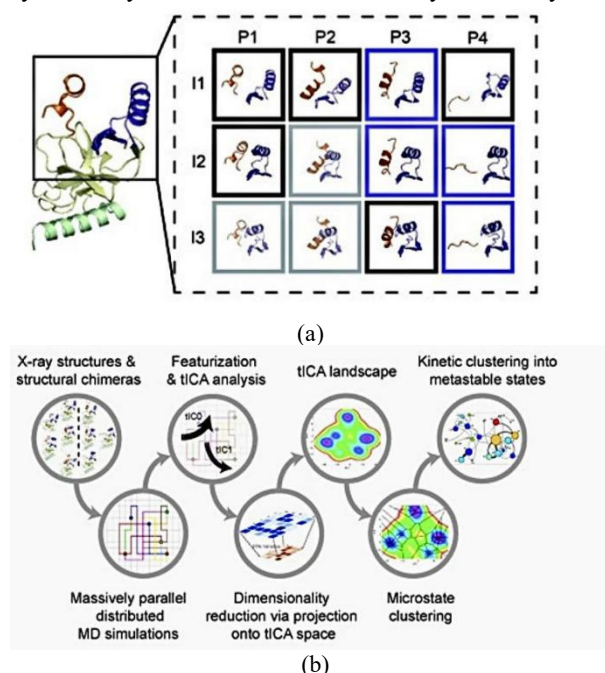 P1 P2 P3 P4
I1
I2
I3
(a)
X-ray structures &
structural chimeras
Featurization
& tICA analysis
tICA landscape
Kinetic clustering into
metastable states
tIC0
tIC1
Massively parallel
distributed
MD simulations
Dimensionality
reduction via projection
onto tICA space
Microstate
clustering
(b)